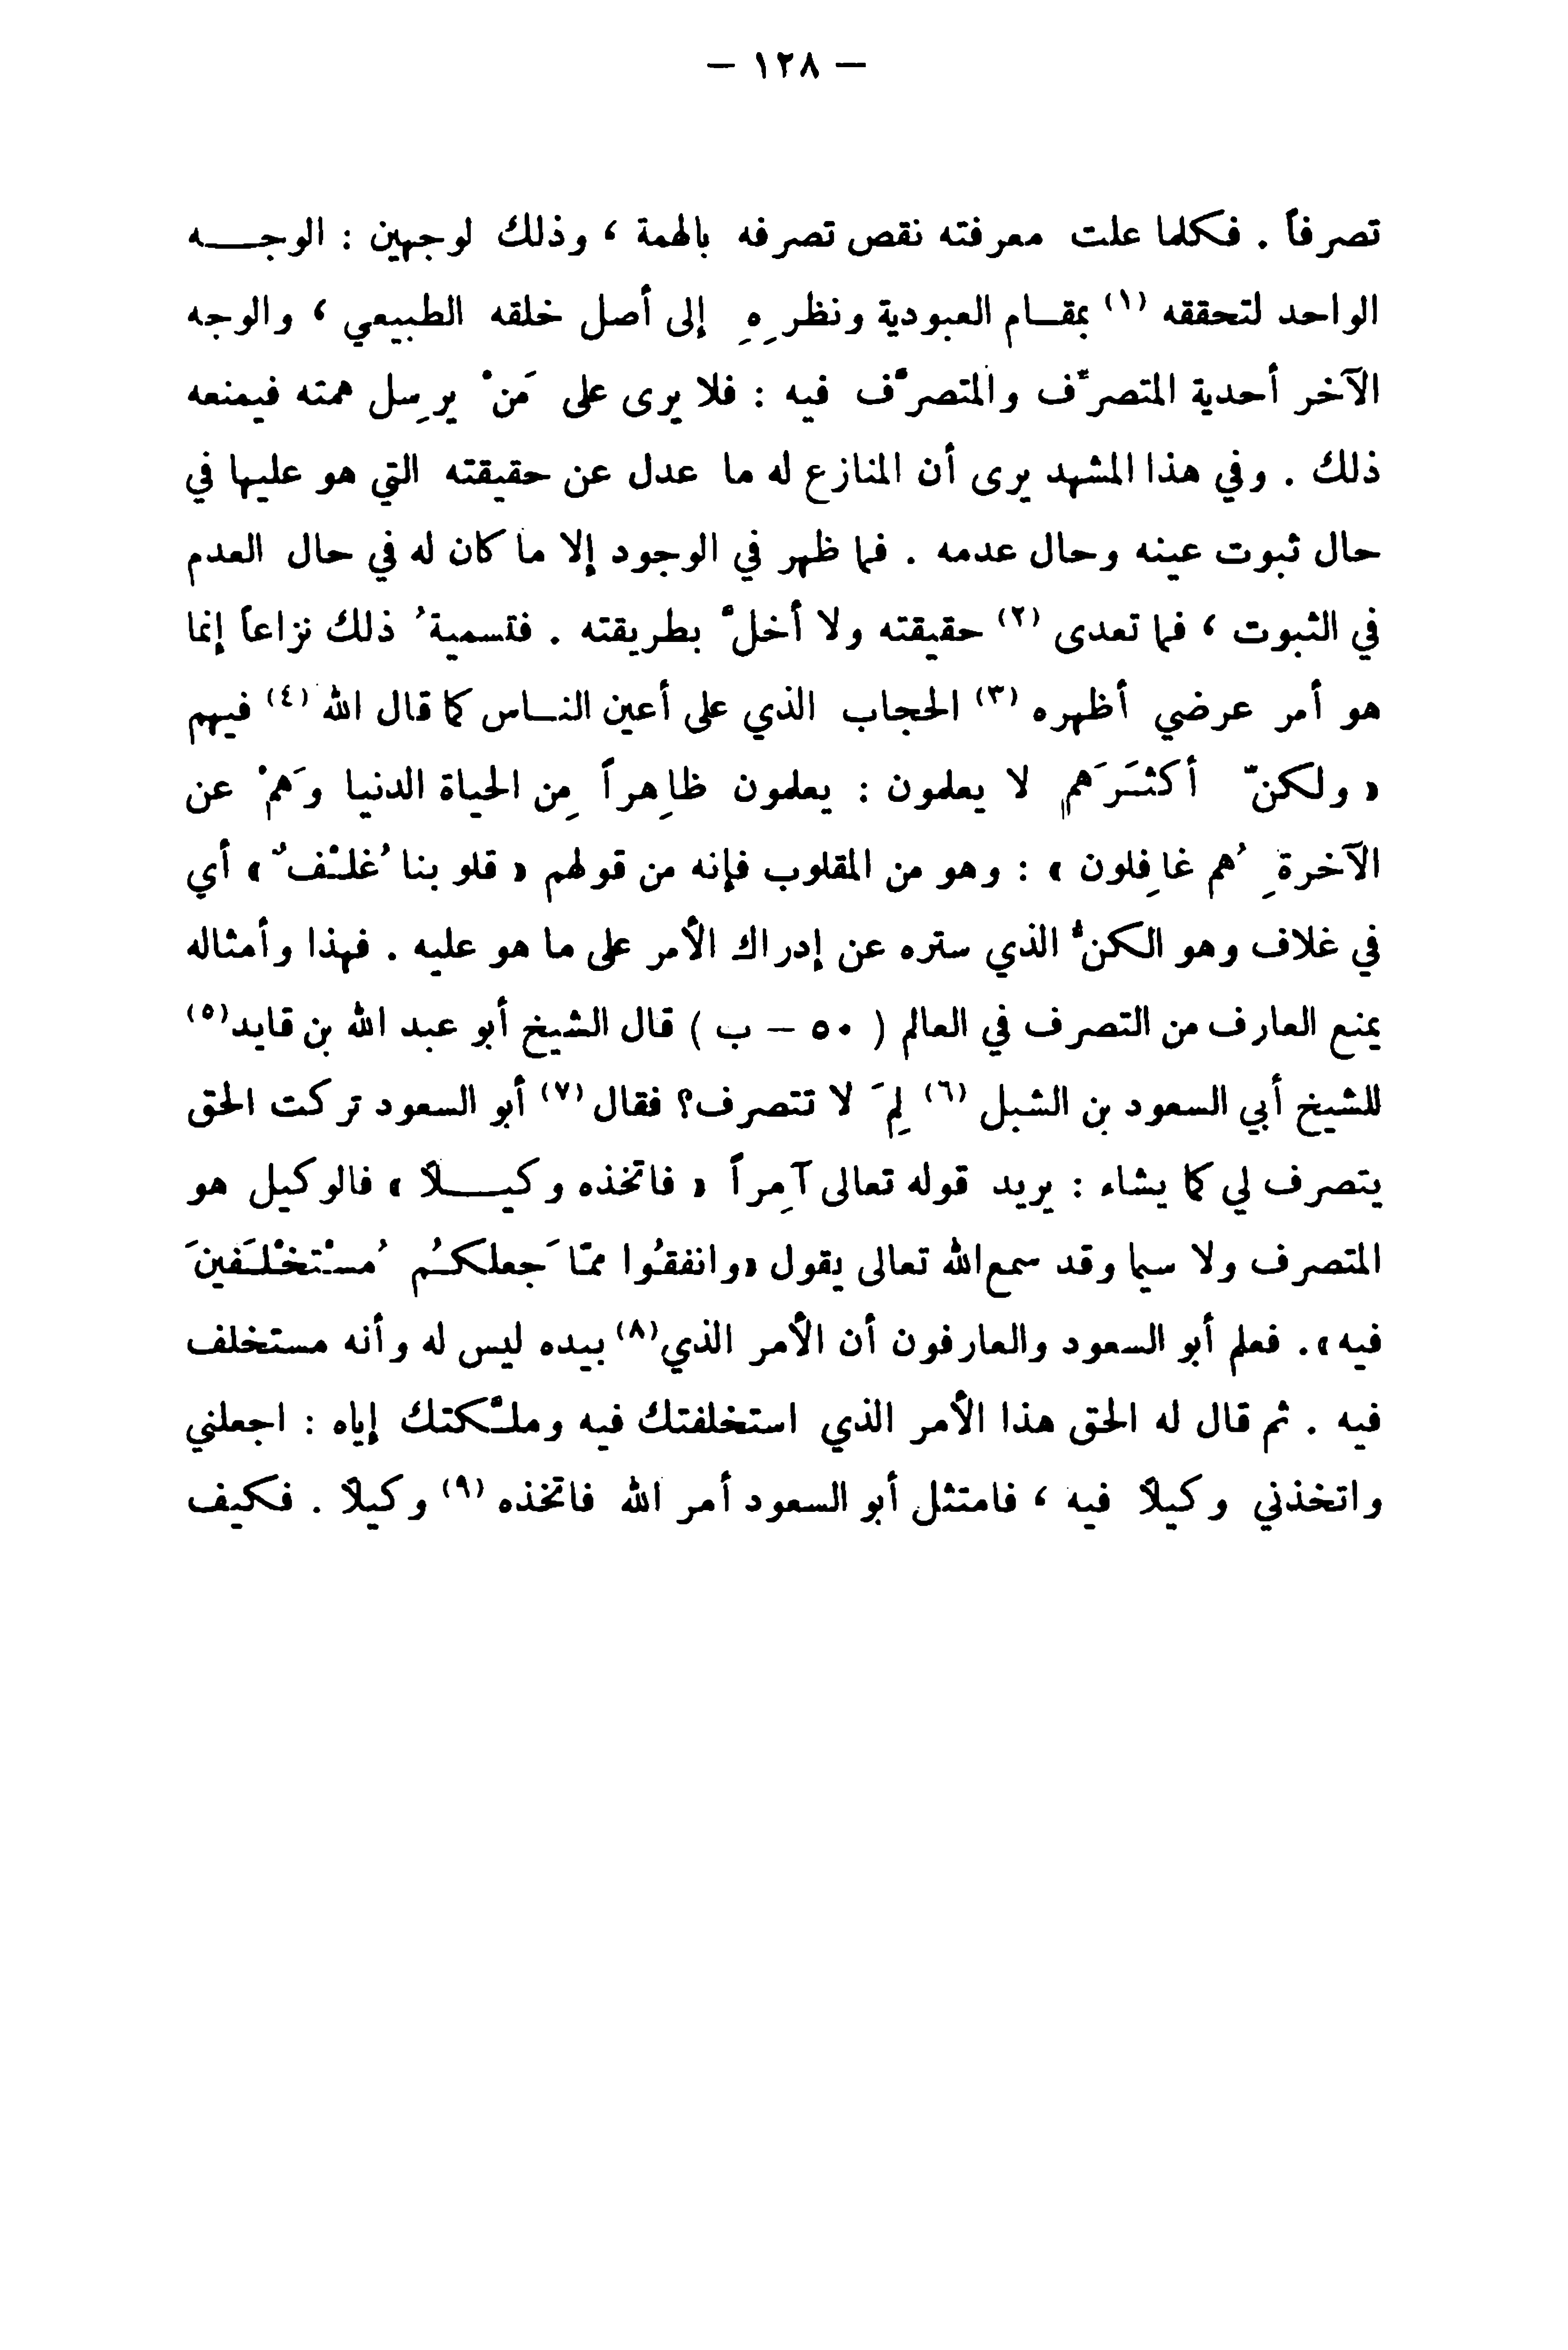 — ١٢٨ —
تصرفاً . فكلما علت معرفته نقص تصرفه بالهمة ، وذلك لوجهين : الوجـــه
الواحد لتحققه (١) بمقـام العبودية ونظرِهِ إلى أصل خلقه الطبيعي ، والوجه
الآخر أحدية المتصرِّف والمتصرَّف فيه : فلا يرى على مَنْ يرسِل همته فيمنعه
ذلك . وفي هذا المشهد يرى أن المنازع له ما عدل عن حقيقته التي هو عليها في
حال ثبوت عينه وحال عدمه . فما ظهر في الوجود إلا ما كان له في حال العدم
في الثبوت ، فما تعدى (٢) حقيقته ولا أخلَّ بطريقته . فتسميةُ ذلك نزاعاً إنما
هو أمر عرضي أظهره (٣) الحجاب الذي على أعين النـاس كما قال الله (٤) فيهم
« ولكنَّ أكثَرَهم لا يعلمون : يعلمون ظاهِراً مِن الحياة الدنيا وَهمْ عن
الآخرةِ هُم غافِلون » : وهو من المقلوب فإنه من قولهم « قلوبنا غُلْفٌ » أي
في غلاف وهو الكنُّ الذي ستره عن إدراك الأمر على ما هو عليه . فهذا وأمثاله
يمنع العارف من التصرف في العالم ( ٥٠ – ب ) قال الشيخ أبو عبد الله بن قايد(٥)
للشيخ أبي السعود بن الشبل (٦) لِمَ لا تتصرف؟ فقال (٧) أبو السعود تركت الحق
يتصرف لي كما يشاء : يريد قوله تعالى آمِراً « فاتخذه وكيـــلاً » فالوكيل هو
المتصرف ولا سيما وقد سمع الله تعالى يقول «وانفقُوا ممَّا جَعلكُم مُسْتخْلَفينَ
فيه». فعلم أبو السعود والعارفون أن الأمر الذي(٨) بيده ليس له وأنه مستخلف
فيه . ثم قال له الحق هذا الأمر الذي استخلفتك فيه وملَّكتك إياه : اجعلني
واتخذني وكيلاً فيه ، فامتثل أبو السعود أمر الله فاتخذه (٩) وكيلاً . فكيف